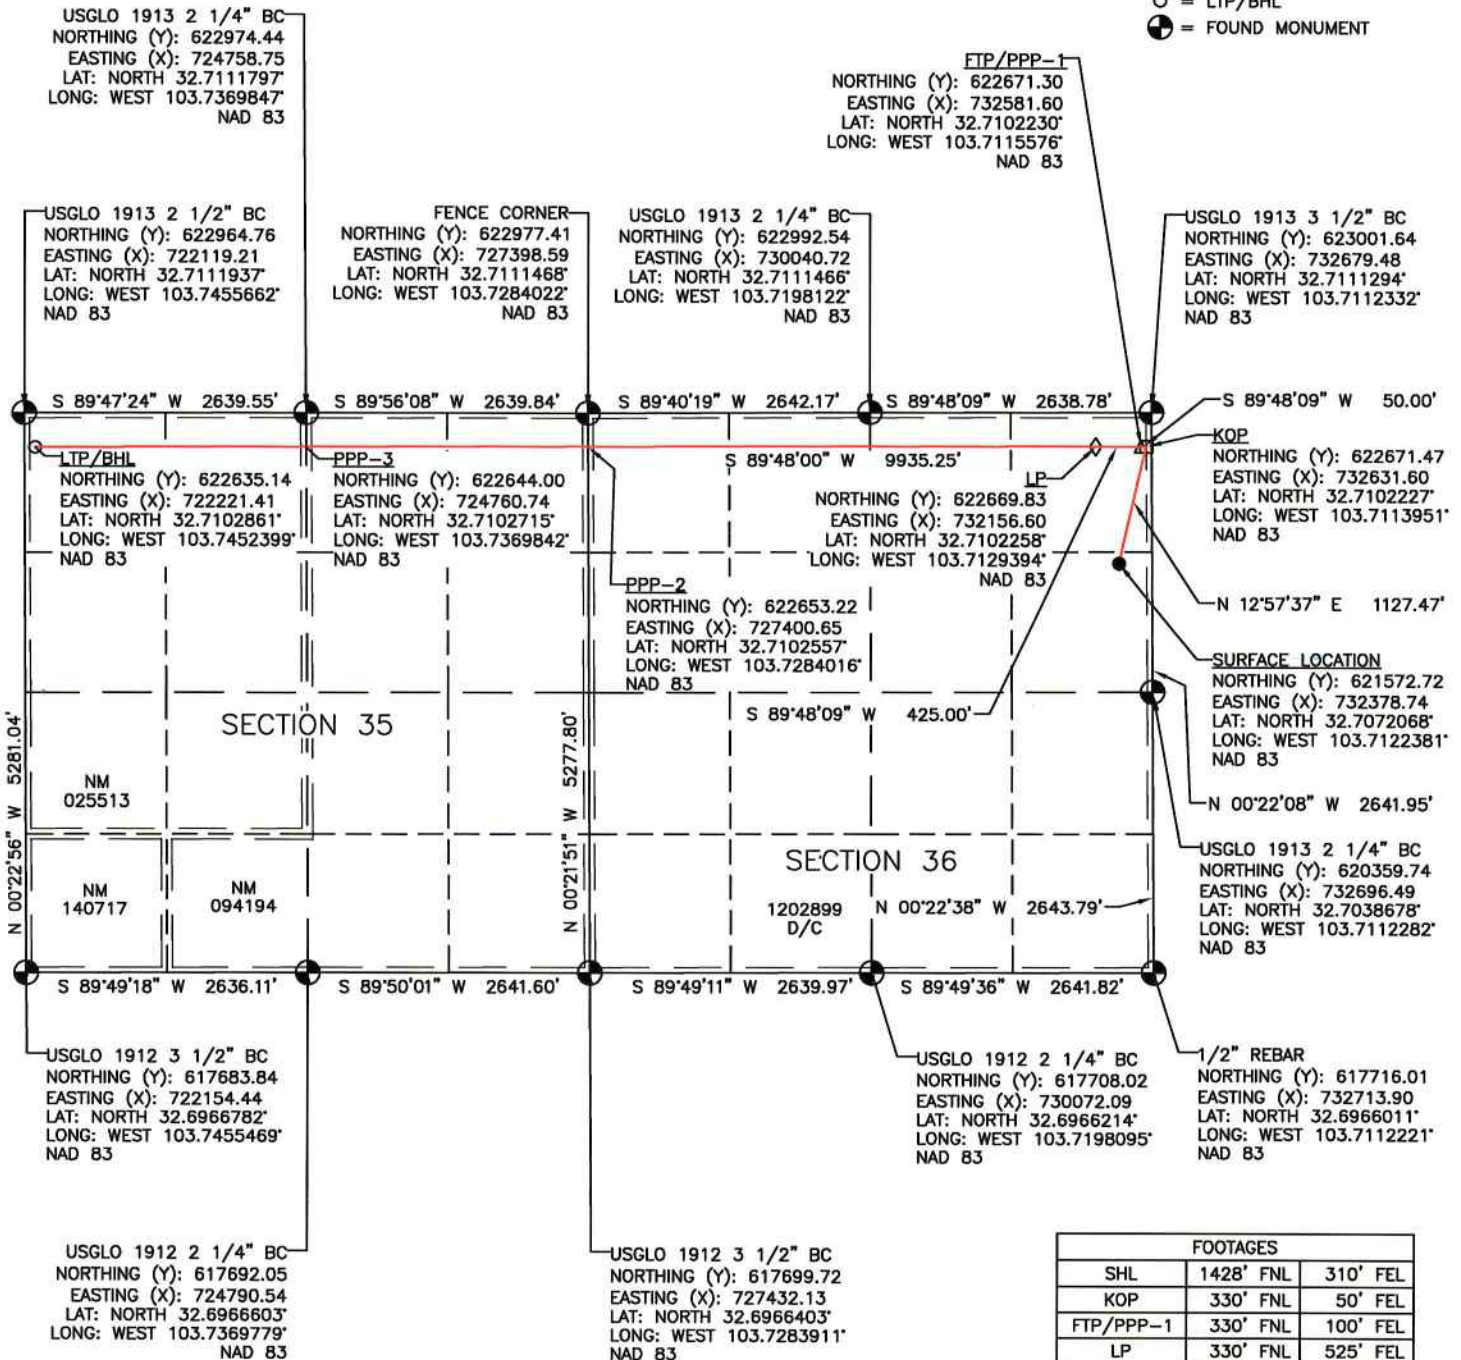 = LTP/BHL
= FOUND MONUMENT
USGLO 1913 2 1/4" BC
NORTHING (Y): 622974.44
EASTING (X): 724758.75
LAT: NORTH 32.7111797°
LONG: WEST 103.7369847°
NAD 83
FTP/PPP-1
NORTHING (Y): 622671.30
EASTING (X): 732581.60
LAT: NORTH 32.7102230°
LONG: WEST 103.7115576°
NAD 83
USGLO 1913 2 1/2" BC
NORTHING (Y): 622964.76
EASTING (X): 722119.21
LAT: NORTH 32.7111937°
LONG: WEST 103.7455662°
NAD 83
FENCE CORNER
NORTHING (Y): 622977.41
EASTING (X): 727398.59
LAT: NORTH 32.7111468°
LONG: WEST 103.7284022°
NAD 83
USGLO 1913 2 1/4" BC
NORTHING (Y): 622992.54
EASTING (X): 730040.72
LAT: NORTH 32.7111466°
LONG: WEST 103.7198122°
NAD 83
USGLO 1913 3 1/2" BC
NORTHING (Y): 623001.64
EASTING (X): 732679.48
LAT: NORTH 32.7111294°
LONG: WEST 103.7112332°
NAD 83
S 89°47'24" W 2639.55'
S 89°56'08" W 2639.84'
S 89°40'19" W 2642.17'
S 89°48'09" W 2638.78'
S 89°48'09" W 50.00'
KOP
NORTHING (Y): 622671.47
EASTING (X): 732631.60
LAT: NORTH 32.7102227°
LONG: WEST 103.7113951°
NAD 83
LTP/BHL
NORTHING (Y): 622635.14
EASTING (X): 722221.41
LAT: NORTH 32.7102861°
LONG: WEST 103.7452399°
NAD 83
PPP-3
NORTHING (Y): 622644.00
EASTING (X): 724760.74
LAT: NORTH 32.7102715°
LONG: WEST 103.7369842°
NAD 83
S 89°48'00" W 9935.25'
LP
NORTHING (Y): 622669.83
EASTING (X): 732156.60
LAT: NORTH 32.7102258°
LONG: WEST 103.7129394°
NAD 83
PPP-2
NORTHING (Y): 622653.22
EASTING (X): 727400.65
LAT: NORTH 32.7102557°
LONG: WEST 103.7284016°
NAD 83
N 12°57'37" E 1127.47'
SURFACE LOCATION
NORTHING (Y): 621572.72
EASTING (X): 732378.74
LAT: NORTH 32.7072068°
LONG: WEST 103.7122381°
NAD 83
S 89°48'09" W 425.00'
SECTION 35
N 00°22'56" W 5281.04'
N 00°21'51" W 5277.80'
N 00°22'08" W 2641.95'
NM
025513
NM
140717
NM
094194
SECTION 36
1202899
D/C
N 00°22'38" W 2643.79'
USGLO 1913 2 1/4" BC
NORTHING (Y): 620359.74
EASTING (X): 732696.49
LAT: NORTH 32.7038678°
LONG: WEST 103.7112282°
NAD 83
S 89°49'18" W 2636.11'
S 89°50'01" W 2641.60'
S 89°49'11" W 2639.97'
S 89°49'36" W 2641.82'
USGLO 1912 3 1/2" BC
NORTHING (Y): 617683.84
EASTING (X): 722154.44
LAT: NORTH 32.6966782°
LONG: WEST 103.7455469°
NAD 83
USGLO 1912 2 1/4" BC
NORTHING (Y): 617708.02
EASTING (X): 730072.09
LAT: NORTH 32.6966214°
LONG: WEST 103.7198095°
NAD 83
1/2" REBAR
NORTHING (Y): 617716.01
EASTING (X): 732713.90
LAT: NORTH 32.6966011°
LONG: WEST 103.7112221°
NAD 83
USGLO 1912 2 1/4" BC
NORTHING (Y): 617692.05
EASTING (X): 724790.54
LAT: NORTH 32.6966603°
LONG: WEST 103.7369779°
NAD 83
USGLO 1912 3 1/2" BC
NORTHING (Y): 617699.72
EASTING (X): 727432.13
LAT: NORTH 32.6966403°
LONG: WEST 103.7283911°
NAD 83
FOOTAGES
SHL 1428' FNL 310' FEL
KOP 330' FNL 50' FEL
FTP/PPP-1 330' FNL 100' FEL
LP 330' FNL 525' FEL